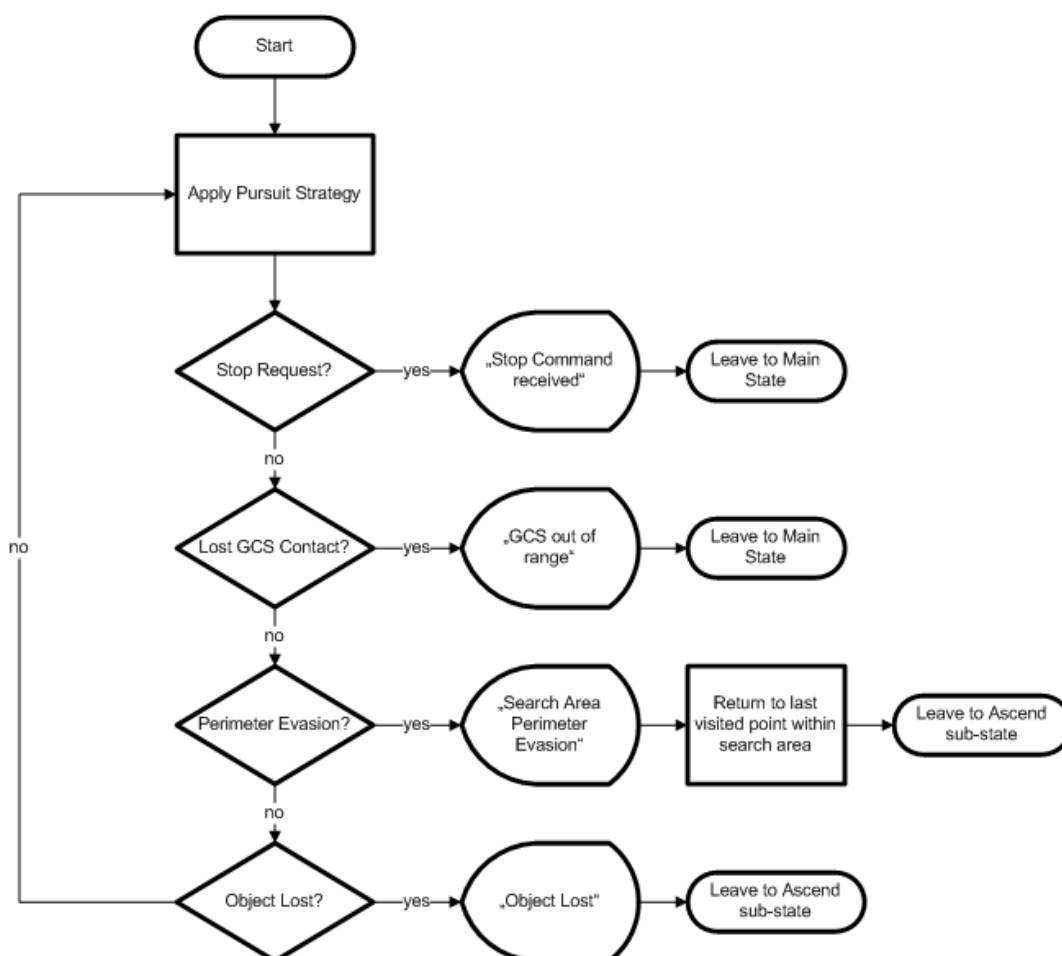 Start
Apply Pursuit Strategy
Stop Request?
yes
„Stop Command
received“
Leave to Main
State
no
Lost GCS Contact?
yes
„GCS out of
range“
Leave to Main
State
no
no
Perimeter Evasion?
yes
„Search Area
Perimeter
Evasion“
Return to last
visited point within
search area
Leave to Ascend
sub-state
no
Object Lost?
yes
„Object Lost“
Leave to Ascend
sub-state